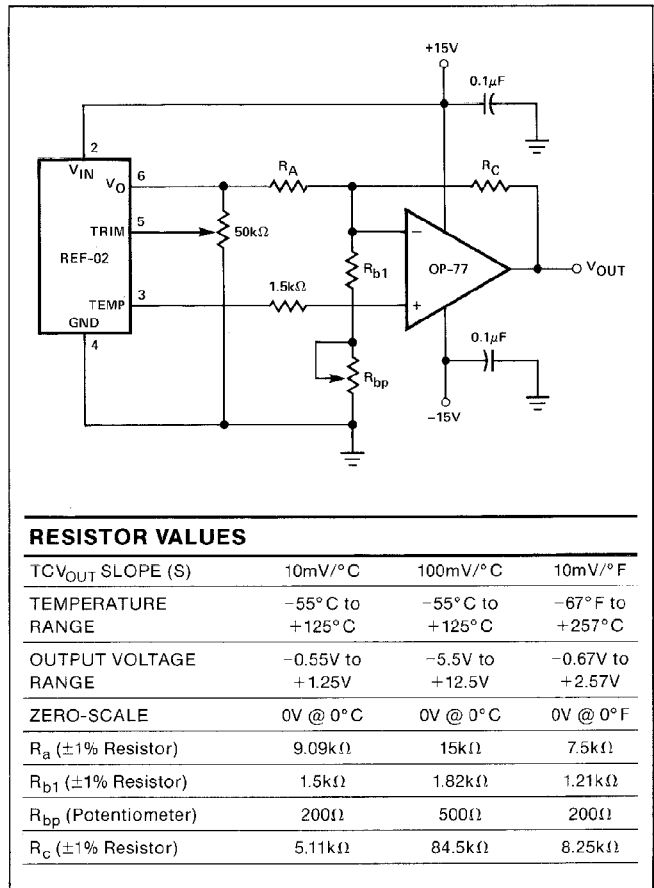 +15V
0.1µF
2
V_IN
V_O
6
R_A
R_C
TRIM
5
50kΩ
REF-02
R_b1
−
OP-77
V_OUT
1.5kΩ
TEMP
3
+
GND
4
0.1µF
R_bp
−15V
RESISTOR VALUES
TCV_OUT SLOPE (S) 10mV/°C 100mV/°C 10mV/°F
TEMPERATURE −55°C to −55°C to −67°F to
RANGE +125°C +125°C +257°C
OUTPUT VOLTAGE −0.55V to −5.5V to −0.67V to
RANGE +1.25V +12.5V +2.57V
ZERO-SCALE 0V @ 0°C 0V @ 0°C 0V @ 0°F
R_a (±1% Resistor) 9.09kΩ 15kΩ 7.5kΩ
R_b1 (±1% Resistor) 1.5kΩ 1.82kΩ 1.21kΩ
R_bp (Potentiometer) 200Ω 500Ω 200Ω
R_c (±1% Resistor) 5.11kΩ 84.5kΩ 8.25kΩ